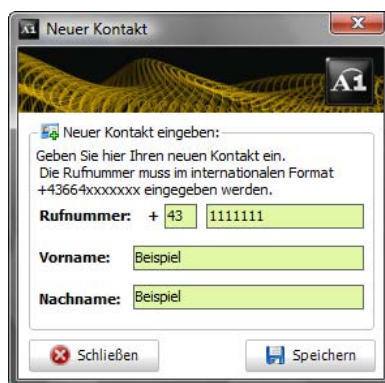 A1 Neuer Kontakt
A1
Neuer Kontakt eingeben:
Geben Sie hier Ihren neuen Kontakt ein.
Die Rufnummer muss im internationalen Format
+43664xxxxxxx eingegeben werden.
Rufnummer: + 43 1111111
Vorname: Beispiel
Nachname: Beispiel
Schließen Speichern